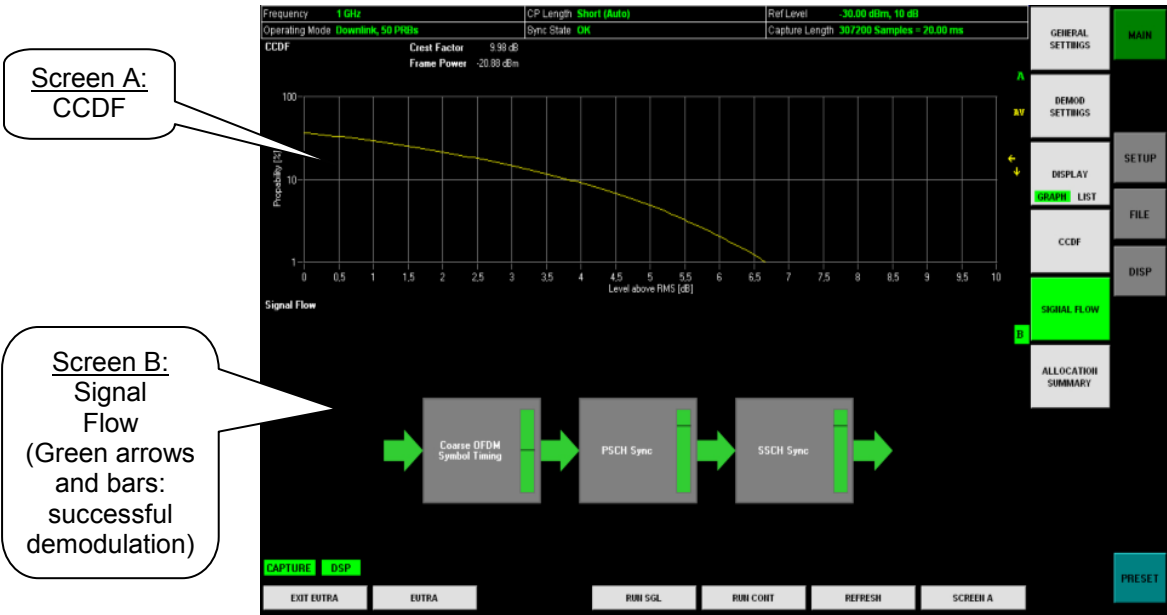 Frequency 1 GHz CP Length Short (Auto) Ref Level -30.00 dBm, 10 dB
Operating Mode Downlink, 50 PRBs Sync State OK Capture Length 307200 Samples = 20.00 ms
CCDF Crest Factor 9.98 dB
Frame Power -20.88 dBm
Screen A:
CCDF
A
AV
100
10
1
Propability [%]
0 0,5 1 1,5 2 2,5 3 3,5 4 4,5 5 5,5 6 6,5 7 7,5 8 8,5 9 9,5 10
Level above RMS [dB]
Signal Flow
B
Screen B:
Signal
Flow
(Green arrows
and bars:
successful
demodulation)
Coarse OFDM
Symbol Timing
PSCH Sync
SSCH Sync
CAPTURE DSP
EXIT EUTRA EUTRA RUN SGL RUN CONT REFRESH SCREEN A
GENERAL
SETTINGS
DEMOD
SETTINGS
DISPLAY
GRAPH LIST
CCDF
SIGNAL FLOW
ALLOCATION
SUMMARY
MAIN
SETUP
FILE
DISP
PRESET